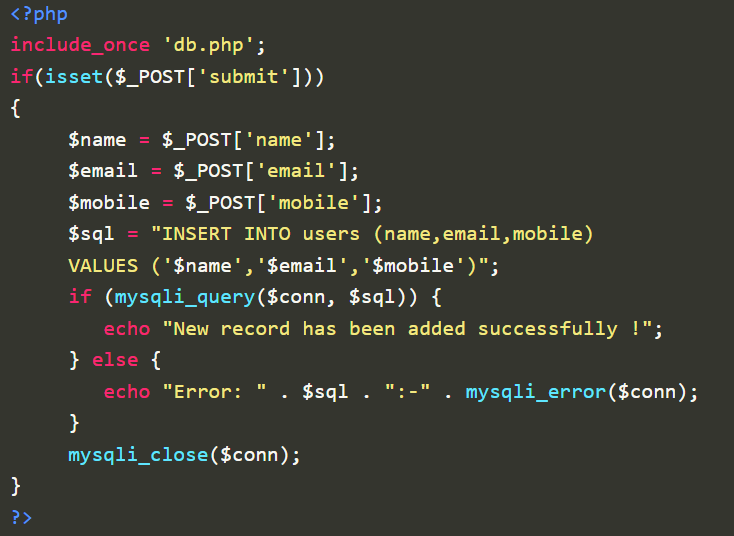 <?php
include_once 'db.php';
if(isset($_POST['submit']))
{
     $name = $_POST['name'];
     $email = $_POST['email'];
     $mobile = $_POST['mobile'];
     $sql = "INSERT INTO users (name,email,mobile)
     VALUES ('$name','$email','$mobile')";
     if (mysqli_query($conn, $sql)) {
        echo "New record has been added successfully !";
     } else {
        echo "Error: " . $sql . ":-" . mysqli_error($conn);
     }
     mysqli_close($conn);
}
?>